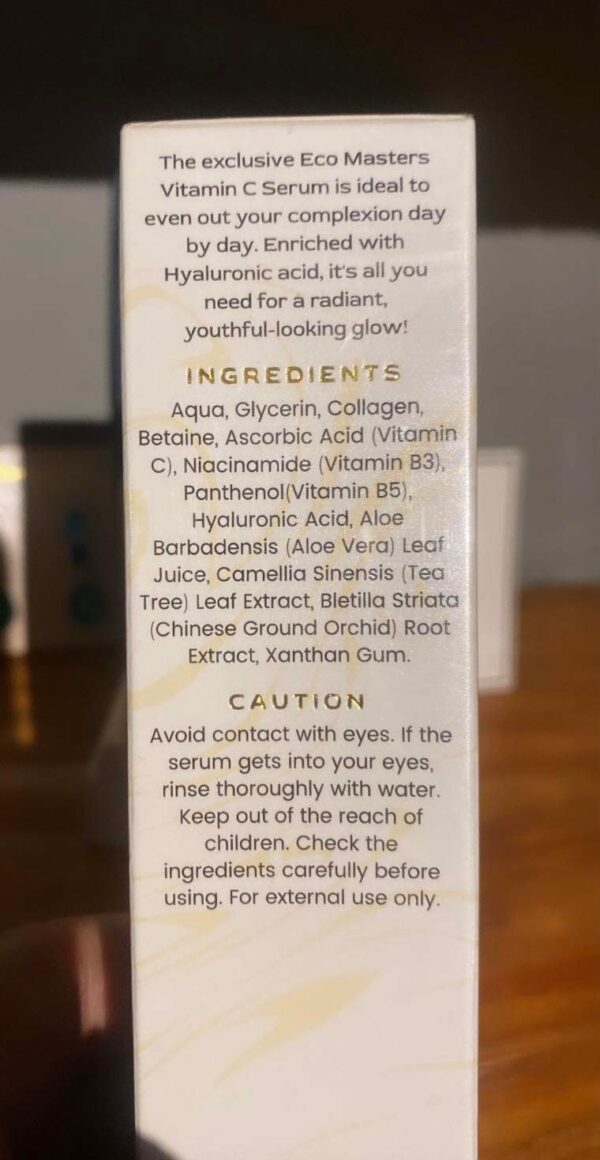 The exclusive Eco Masters
Vitamin C Serum is ideal to
even out your complexion day
by day. Enriched with
Hyaluronic acid, it's all you
need for a radiant,
youthful-looking glow!
INGREDIENTS
Aqua, Glycerin, Collagen,
Betaine, Ascorbic Acid (Vitamin
C), Niacinamide (Vitamin B3),
Panthenol(Vitamin B5),
Hyaluronic Acid, Aloe
Barbadensis (Aloe Vera) Leaf
Juice, Camellia Sinensis (Tea
Tree) Leaf Extract, Bletilla Striata
(Chinese Ground Orchid) Root
Extract, Xanthan Gum.
CAUTION
Avoid contact with eyes. If the
serum gets into your eyes,
rinse thoroughly with water.
Keep out of the reach of
children. Check the
ingredients carefully before
using. For external use only.